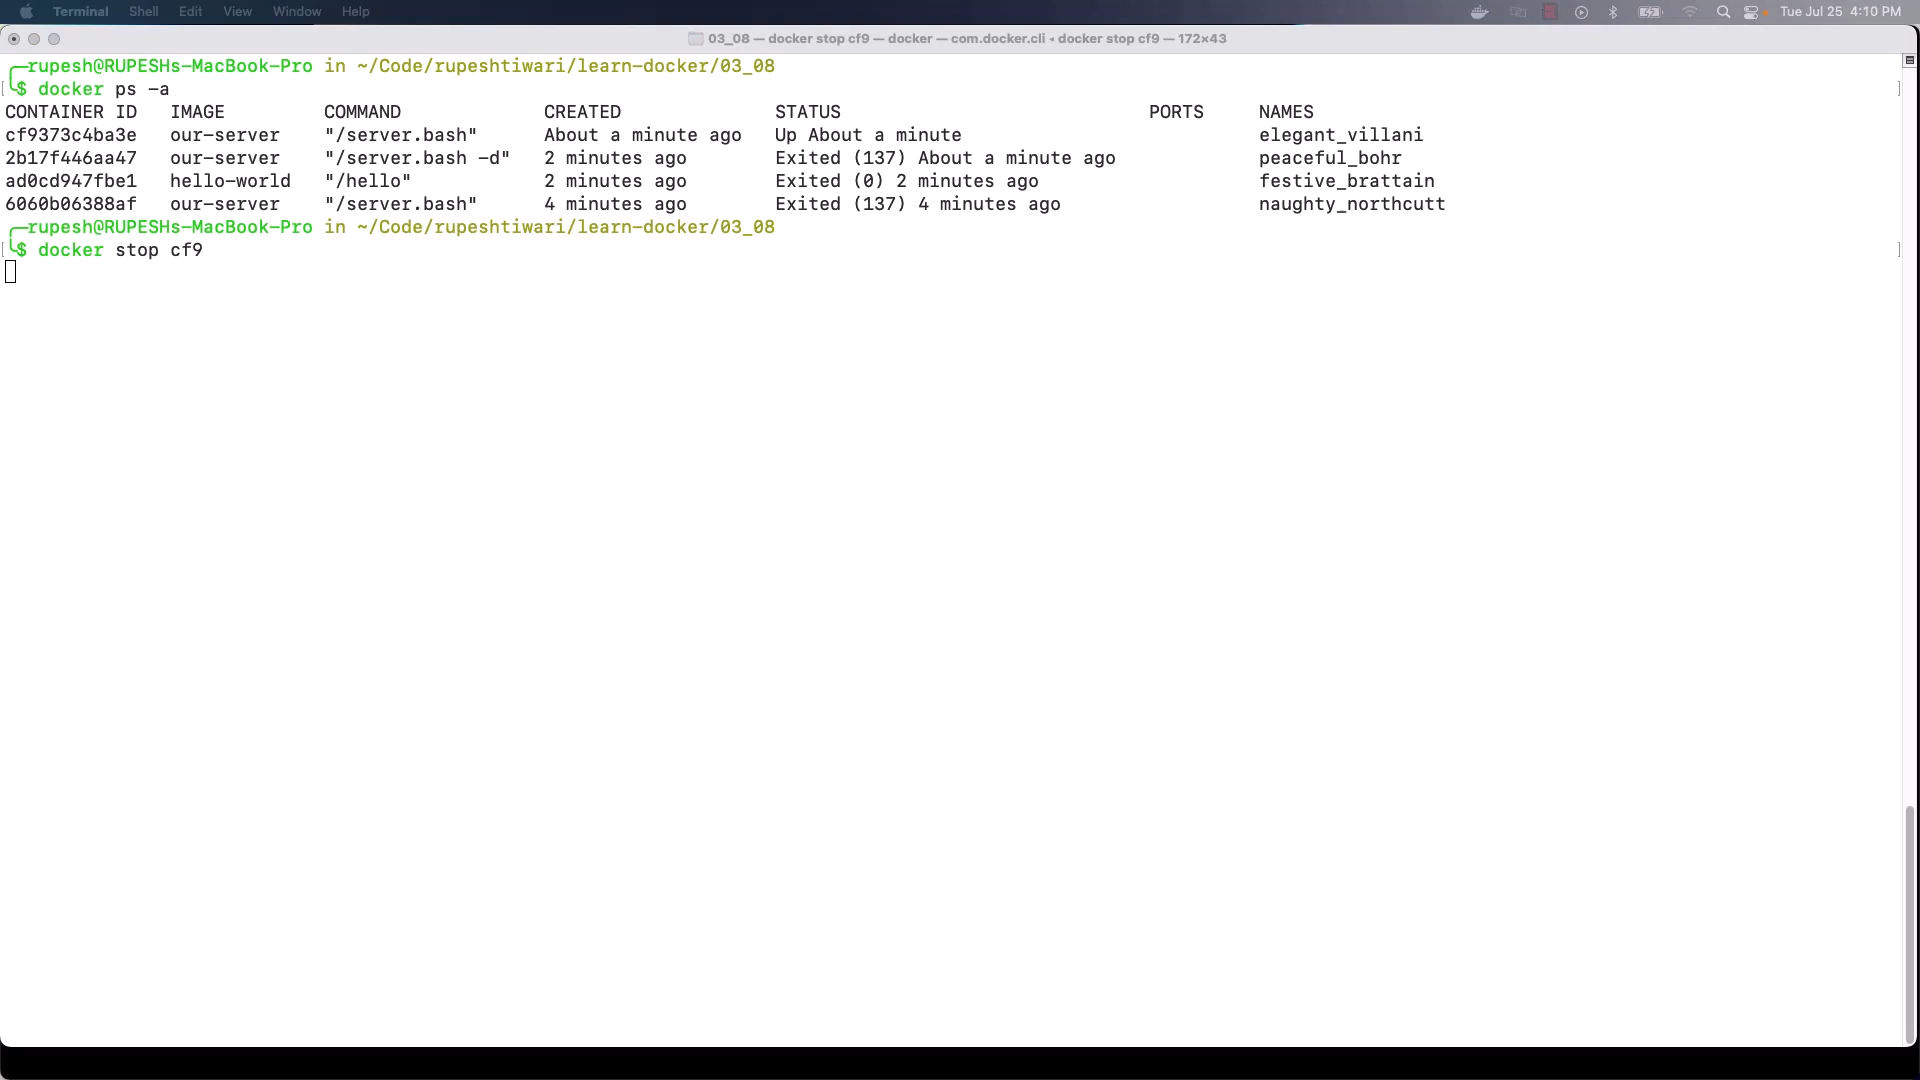 Terminal Shell Edit View Window Help Tue Jul 25 4:10 PM
03_08 — docker stop cf9 — docker — com.docker.cli ◂ docker stop cf9 — 172×43
╭─rupesh@RUPESHs-MacBook-Pro in ~/Code/rupeshtiwari/learn-docker/03_08
╰$ docker ps -a
CONTAINER ID IMAGE COMMAND CREATED STATUS PORTS NAMES
cf9373c4ba3e our-server "/server.bash" About a minute ago Up About a minute elegant_villani
2b17f446aa47 our-server "/server.bash -d" 2 minutes ago Exited (137) About a minute ago peaceful_bohr
ad0cd947fbe1 hello-world "/hello" 2 minutes ago Exited (0) 2 minutes ago festive_brattain
6060b06388af our-server "/server.bash" 4 minutes ago Exited (137) 4 minutes ago naughty_northcutt
╭─rupesh@RUPESHs-MacBook-Pro in ~/Code/rupeshtiwari/learn-docker/03_08
╰$ docker stop cf9